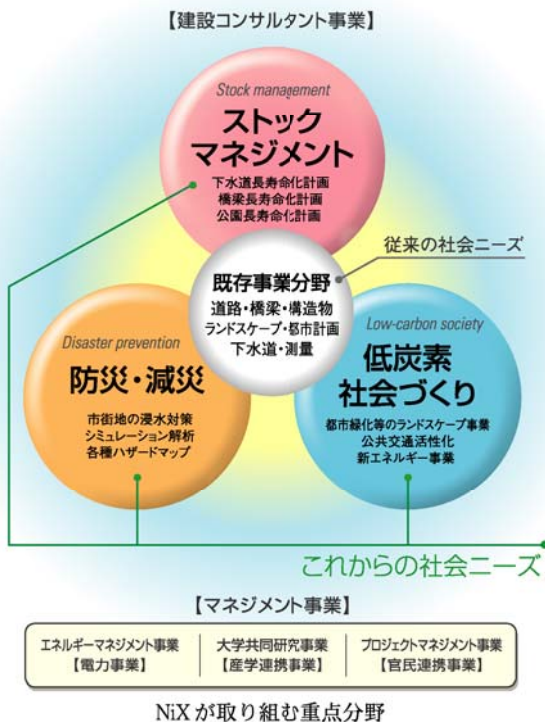 【建設コンサルタント事業】
Stock management
ストック
マネジメント
下水道長寿命化計画
橋梁長寿命化計画
公園長寿命化計画
従来の社会ニーズ
既存事業分野
道路・橋梁・構造物
ランドスケープ・都市計画
下水道・測量
Disaster prevention
防災・減災
市街地の浸水対策
シミュレーション解析
各種ハザードマップ
Low-carbon society
低炭素
社会づくり
都市緑化等のランドスケープ事業
公共交通活性化
新エネルギー事業
これからの社会ニーズ
【マネジメント事業】
エネルギーマネジメント事業
【電力事業】
大学共同研究事業
【産学連携事業】
プロジェクトマネジメント事業
【官民連携事業】
NiX が取り組む重点分野